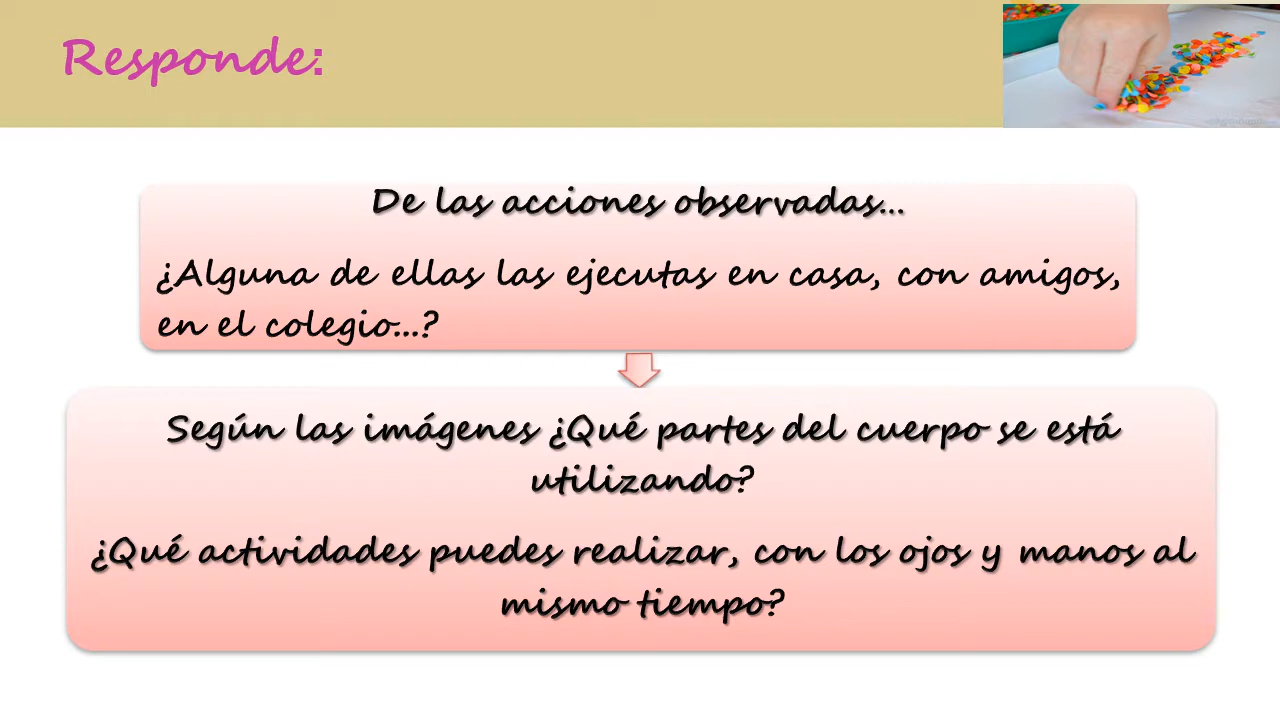 Responde:
De las acciones observadas...
¿Alguna de ellas las ejecutas en casa, con amigos,
en el colegio...?
Según las imágenes ¿Qué partes del cuerpo se está
utilizando?
¿Qué actividades puedes realizar, con los ojos y manos al
mismo tiempo?